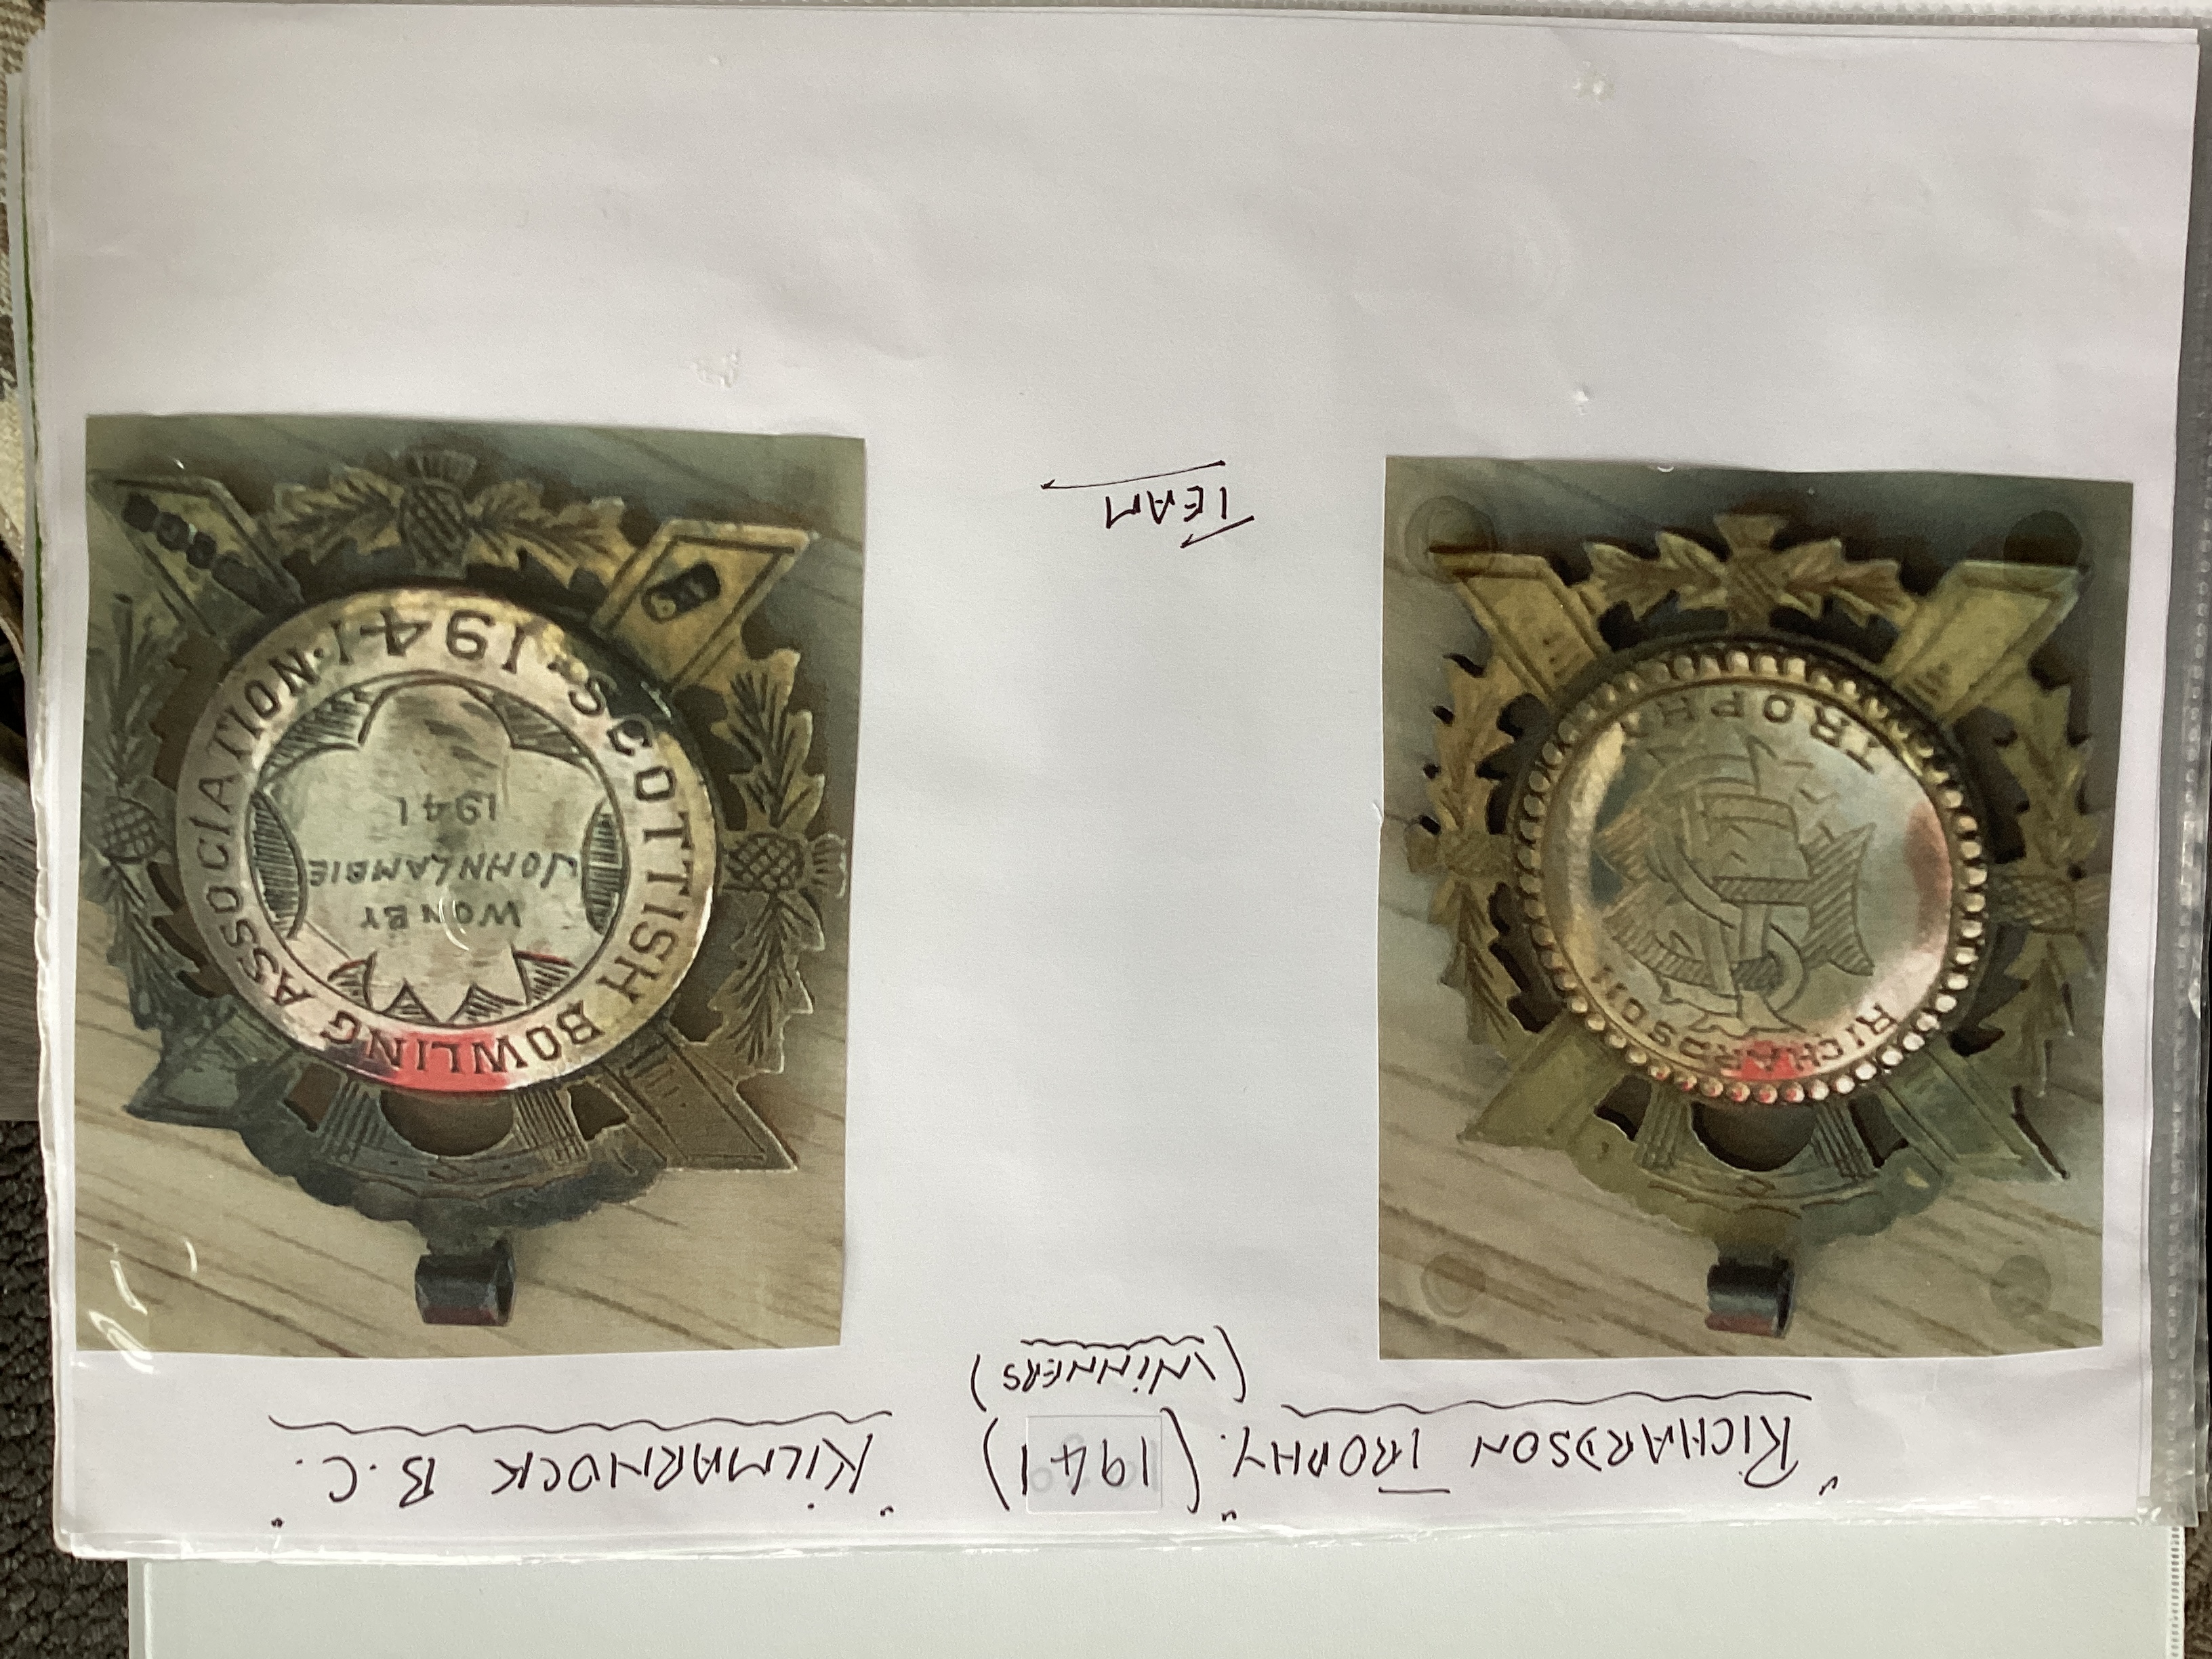 "RICHARDSON TROPHY." (1941) "KILMARNOCK B.C."
(WINNERS)
RICHARDSON
TROPHY
SCOTTISH BOWLING ASSOCIATION · 1941 ·
WON BY
JOHN LAMBIE
1941
TEAM